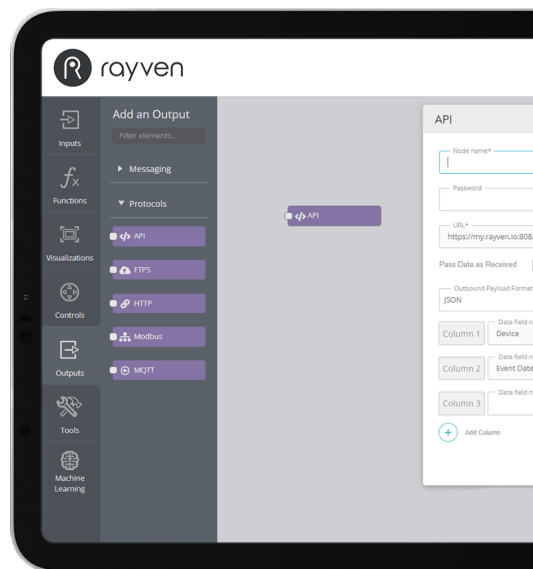 rayven
Inputs
Functions
Visualizations
Controls
Outputs
Tools
Machine
Learning
Add an Output
Filter elements...
Messaging
Protocols
API
FTPS
HTTP
Modbus
MQTT
API
API
Node name*
Password
URL*
https://my.rayven.io:808
Pass Data as Received
Outbound Payload Format
JSON
Column 1
Data field n
Device
Column 2
Data field n
Event Date
Column 3
Data field n
Add Column